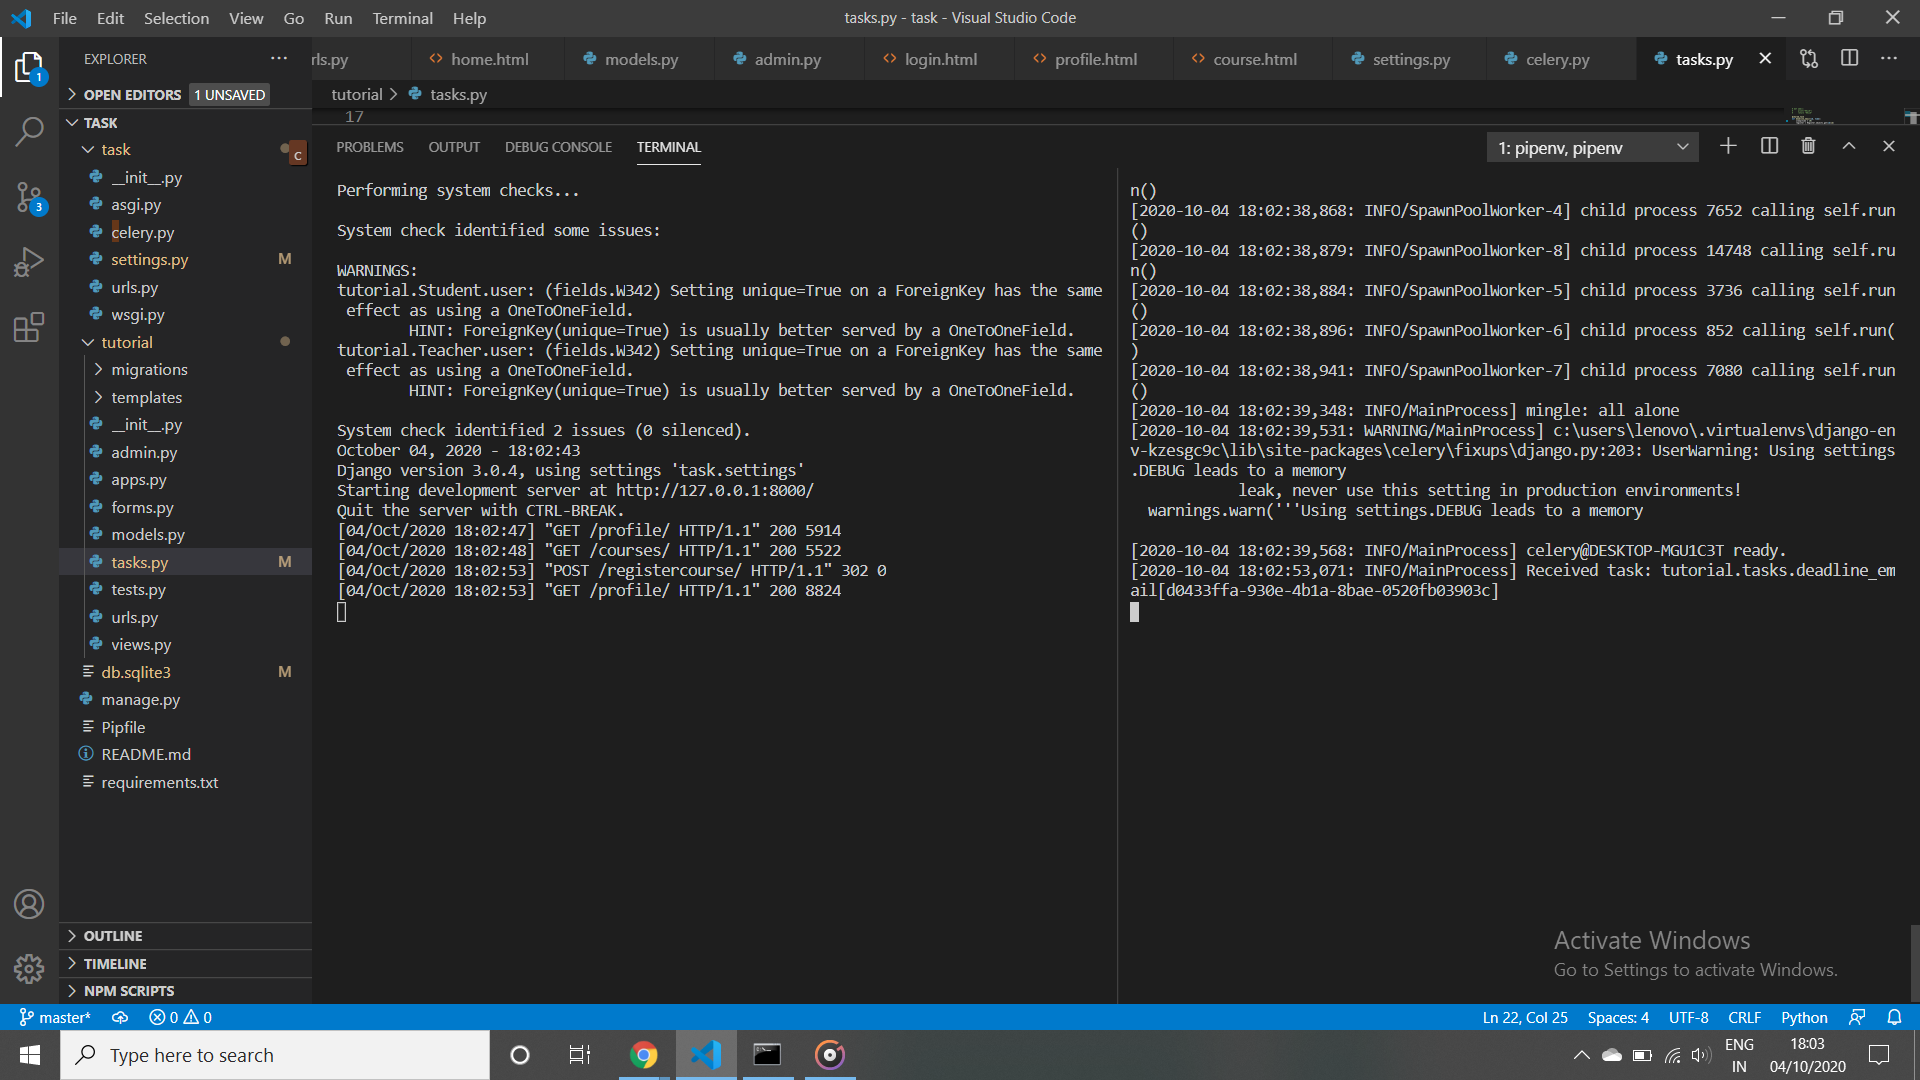 File Edit Selection View Go Run Terminal Help
tasks.py - task - Visual Studio Code
EXPLORER
rls.py
home.html
models.py
admin.py
login.html
profile.html
course.html
settings.py
celery.py
tasks.py
OPEN EDITORS 1 UNSAVED
tutorial > tasks.py
17
TASK
task
C
__init__.py
asgi.py
celery.py
settings.py M
urls.py
wsgi.py
tutorial
migrations
templates
__init__.py
admin.py
apps.py
forms.py
models.py
tasks.py M
tests.py
urls.py
views.py
db.sqlite3 M
manage.py
Pipfile
README.md
requirements.txt
OUTLINE
TIMELINE
NPM SCRIPTS
1
3
PROBLEMS OUTPUT DEBUG CONSOLE TERMINAL
1: pipenv, pipenv
Performing system checks...
System check identified some issues:
WARNINGS:
tutorial.Student.user: (fields.W342) Setting unique=True on a ForeignKey has the same
effect as using a OneToOneField.
HINT: ForeignKey(unique=True) is usually better served by a OneToOneField.
tutorial.Teacher.user: (fields.W342) Setting unique=True on a ForeignKey has the same
effect as using a OneToOneField.
HINT: ForeignKey(unique=True) is usually better served by a OneToOneField.
System check identified 2 issues (0 silenced).
October 04, 2020 - 18:02:43
Django version 3.0.4, using settings 'task.settings'
Starting development server at http://127.0.0.1:8000/
Quit the server with CTRL-BREAK.
[04/Oct/2020 18:02:47] "GET /profile/ HTTP/1.1" 200 5914
[04/Oct/2020 18:02:48] "GET /courses/ HTTP/1.1" 200 5522
[04/Oct/2020 18:02:53] "POST /registercourse/ HTTP/1.1" 302 0
[04/Oct/2020 18:02:53] "GET /profile/ HTTP/1.1" 200 8824
n()
[2020-10-04 18:02:38,868: INFO/SpawnPoolWorker-4] child process 7652 calling self.run
()
[2020-10-04 18:02:38,879: INFO/SpawnPoolWorker-8] child process 14748 calling self.ru
n()
[2020-10-04 18:02:38,884: INFO/SpawnPoolWorker-5] child process 3736 calling self.run
()
[2020-10-04 18:02:38,896: INFO/SpawnPoolWorker-6] child process 852 calling self.run(
)
[2020-10-04 18:02:38,941: INFO/SpawnPoolWorker-7] child process 7080 calling self.run
()
[2020-10-04 18:02:39,348: INFO/MainProcess] mingle: all alone
[2020-10-04 18:02:39,531: WARNING/MainProcess] c:\users\lenovo\.virtualenvs\django-en
v-kzesgc9c\lib\site-packages\celery\fixups\django.py:203: UserWarning: Using settings
.DEBUG leads to a memory
leak, never use this setting in production environments!
warnings.warn('''Using settings.DEBUG leads to a memory
[2020-10-04 18:02:39,568: INFO/MainProcess] celery@DESKTOP-MGU1C3T ready.
[2020-10-04 18:02:53,071: INFO/MainProcess] Received task: tutorial.tasks.deadline_em
ail[d0433ffa-930e-4b1a-8bae-0520fb03903c]
Activate Windows
Go to Settings to activate Windows.
master* 0 0
Ln 22, Col 25 Spaces: 4 UTF-8 CRLF Python
Type here to search
ENG
IN
18:03
04/10/2020